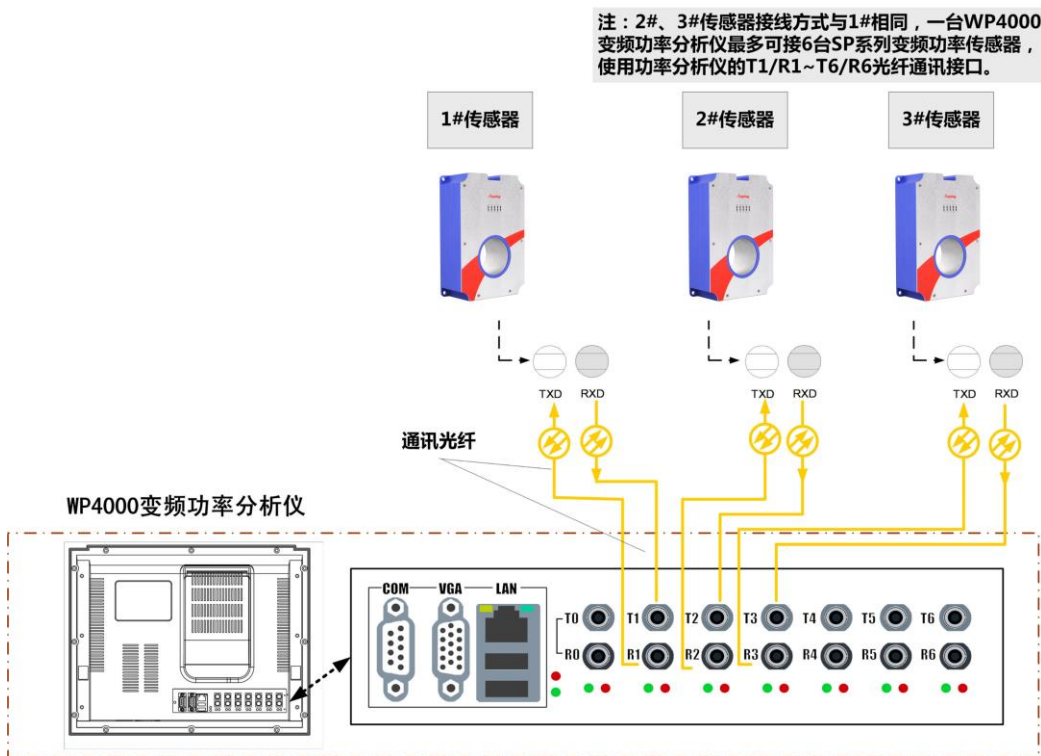 注：2#、3#传感器接线方式与1#相同，一台WP4000
变频功率分析仪最多可接6台SP系列变频功率传感器，
使用功率分析仪的T1/R1~T6/R6光纤通讯接口。
1#传感器
2#传感器
3#传感器
TXD
RXD
TXD
RXD
TXD
RXD
通讯光纤
WP4000变频功率分析仪
COM
VGA
LAN
T0
T1
T2
T3
T4
T5
T6
R0
R1
R2
R3
R4
R5
R6